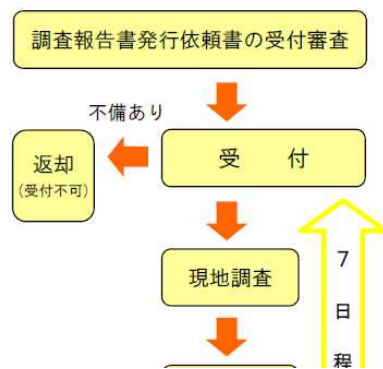 調査報告書発行依頼書の受付審査
不備あり
返却
(受付不可)
受 付
現地調査
7
日
程